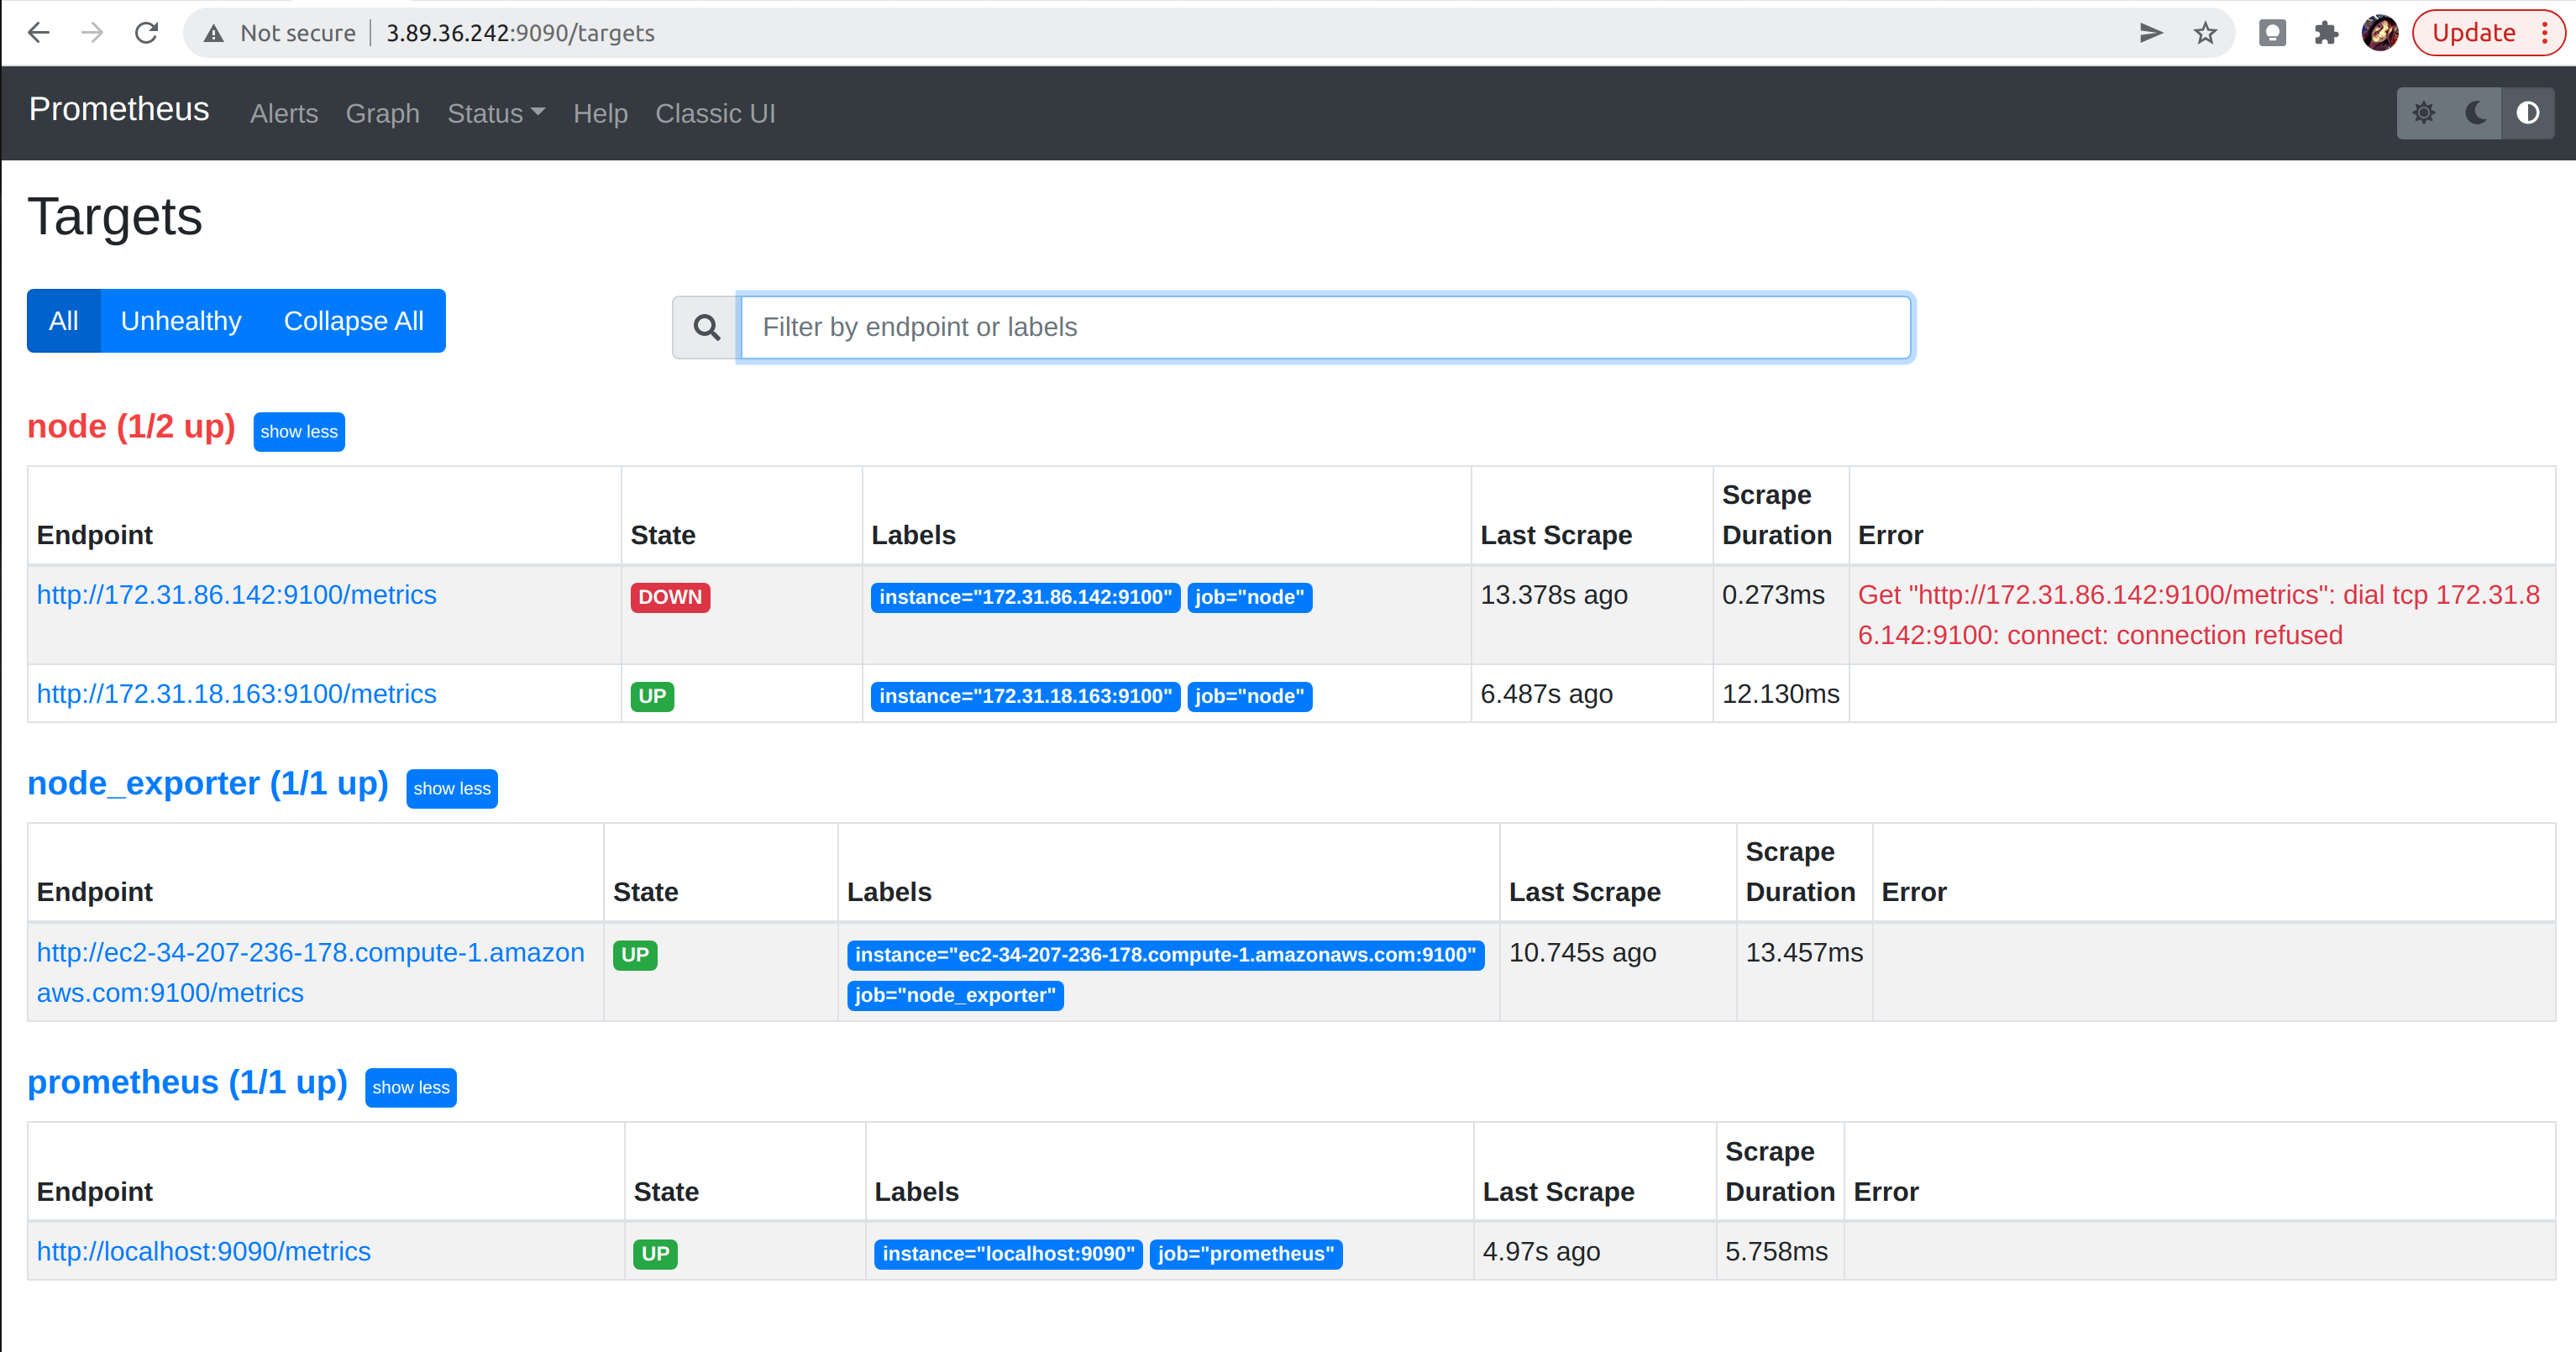 Not secure 3.89.36.242:9090/targets Update
Prometheus Alerts Graph Status Help Classic UI
Targets
All Unhealthy Collapse All Filter by endpoint or labels
node (1/2 up) show less
Endpoint State Labels Last Scrape Scrape Duration Error
http://172.31.86.142:9100/metrics DOWN instance="172.31.86.142:9100" job="node" 13.378s ago 0.273ms Get "http://172.31.86.142:9100/metrics": dial tcp 172.31.8
6.142:9100: connect: connection refused
http://172.31.18.163:9100/metrics UP instance="172.31.18.163:9100" job="node" 6.487s ago 12.130ms
node_exporter (1/1 up) show less
Endpoint State Labels Last Scrape Scrape Duration Error
http://ec2-34-207-236-178.compute-1.amazon UP instance="ec2-34-207-236-178.compute-1.amazonaws.com:9100" 10.745s ago 13.457ms
aws.com:9100/metrics job="node_exporter"
prometheus (1/1 up) show less
Endpoint State Labels Last Scrape Scrape Duration Error
http://localhost:9090/metrics UP instance="localhost:9090" job="prometheus" 4.97s ago 5.758ms